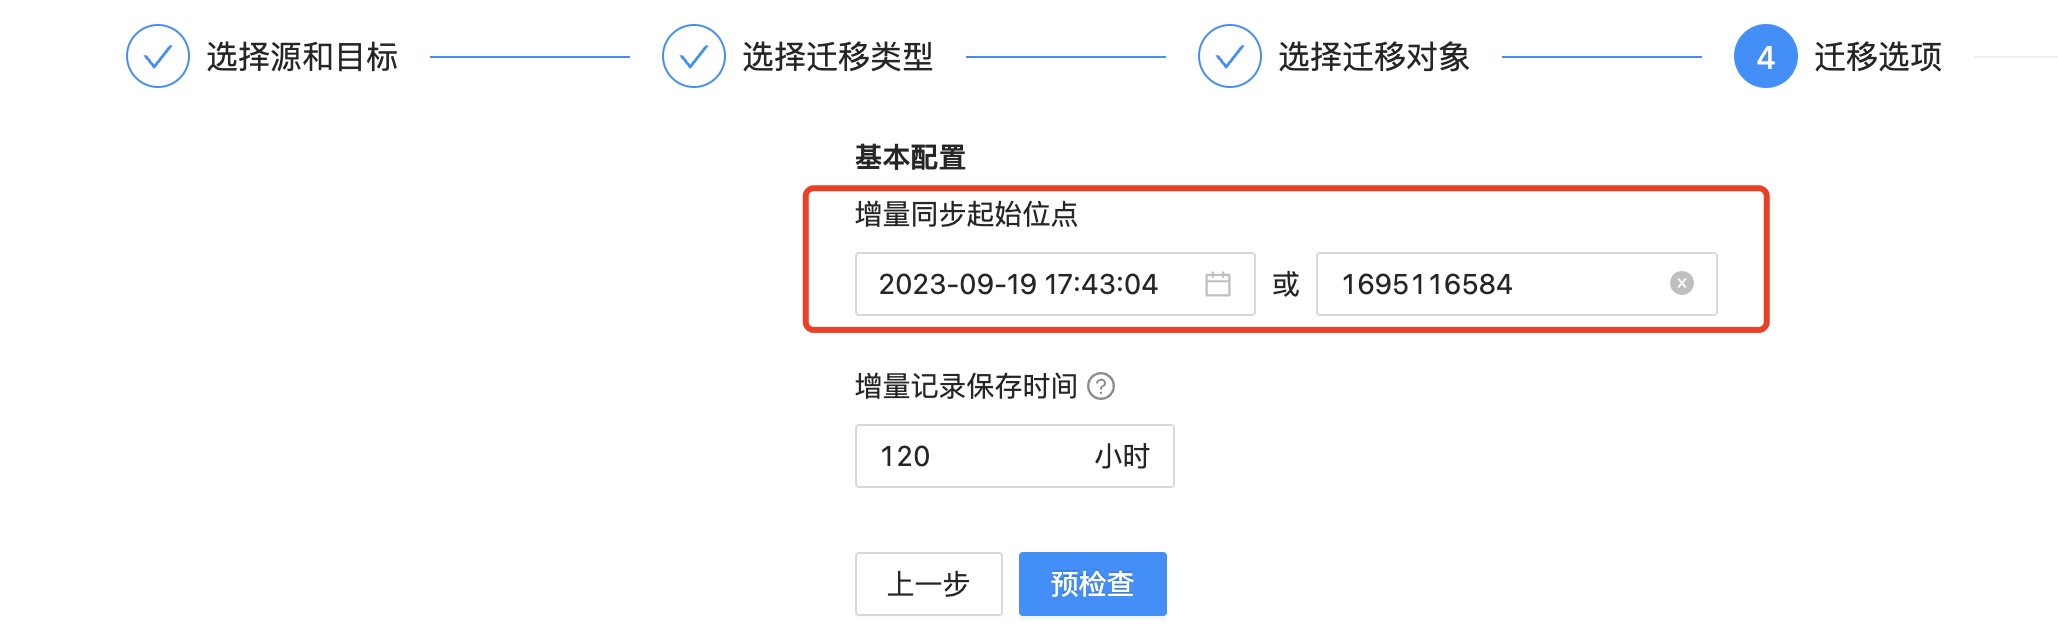 选择源和目标 选择迁移类型 选择迁移对象 4 迁移选项
基本配置
增量同步起始位点
2023-09-19 17:43:04 或 1695116584
增量记录保存时间 ?
120 小时
上一步 预检查